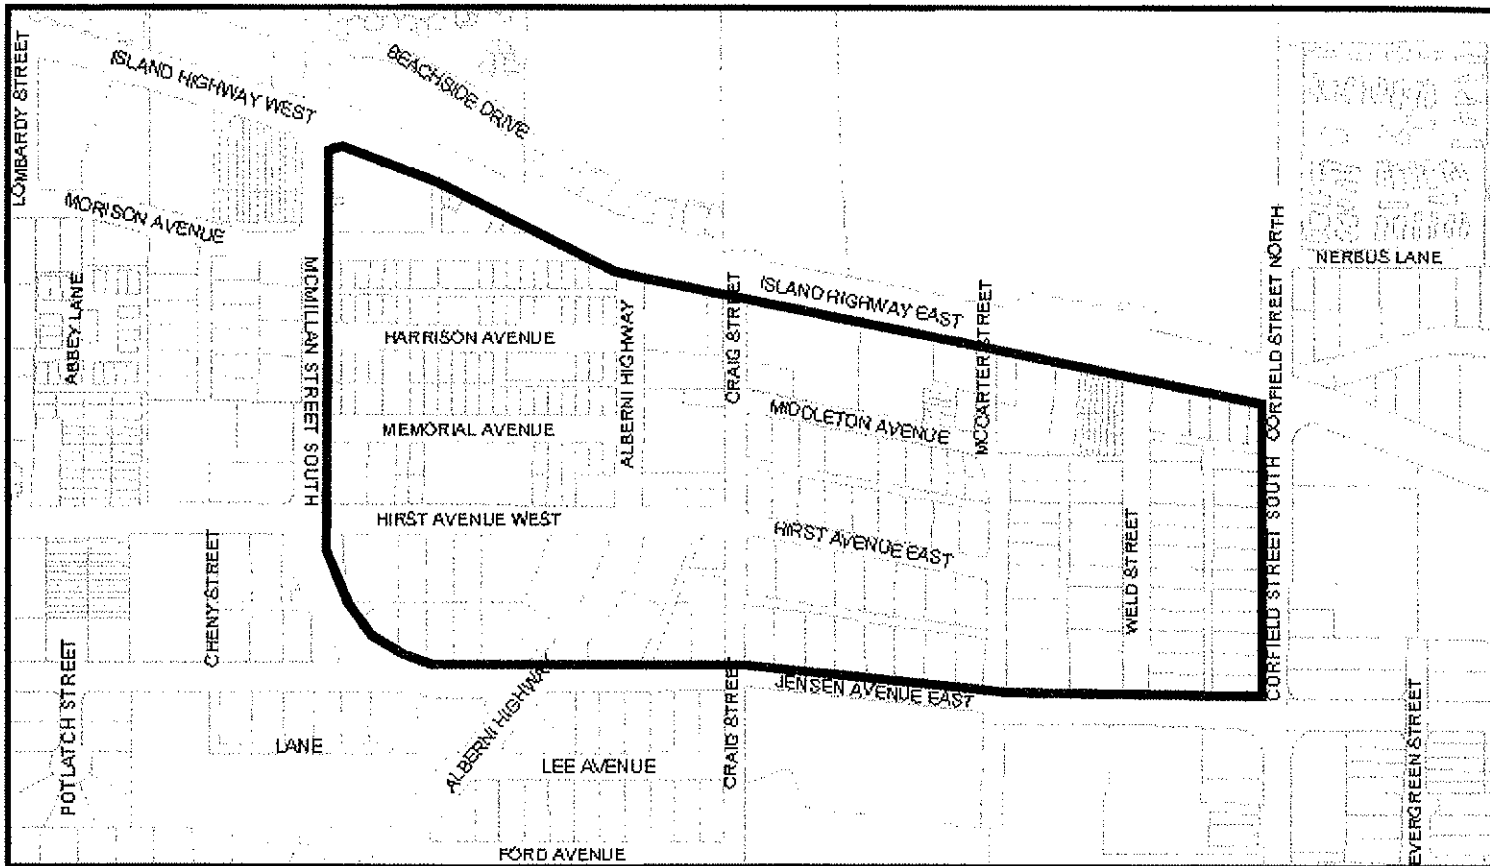 LOMBARDY STREET
ISLAND HIGHWAY WEST
BEACHSIDE DRIVE
MORISON AVENUE
ABBEY LANE
MCMILLAN STREET SOUTH
HARRISON AVENUE
MEMORIAL AVENUE
HIRST AVENUE WEST
ALBERNI HIGHWAY
CRAIG STREET
ISLAND HIGHWAY EAST
MCCARTER STREET
MIDDLETON AVENUE
HIRST AVENUE EAST
WELD STREET
CORFIELD STREET NORTH
CORFIELD STREET SOUTH
NERBUS LANE
CHENY STREET
POTLATCH STREET
LANE
ALBERNI HIGHWAY
LEE AVENUE
CRAIG STREET
JENSEN AVENUE EAST
EVERGREEN STREET
FORD AVENUE